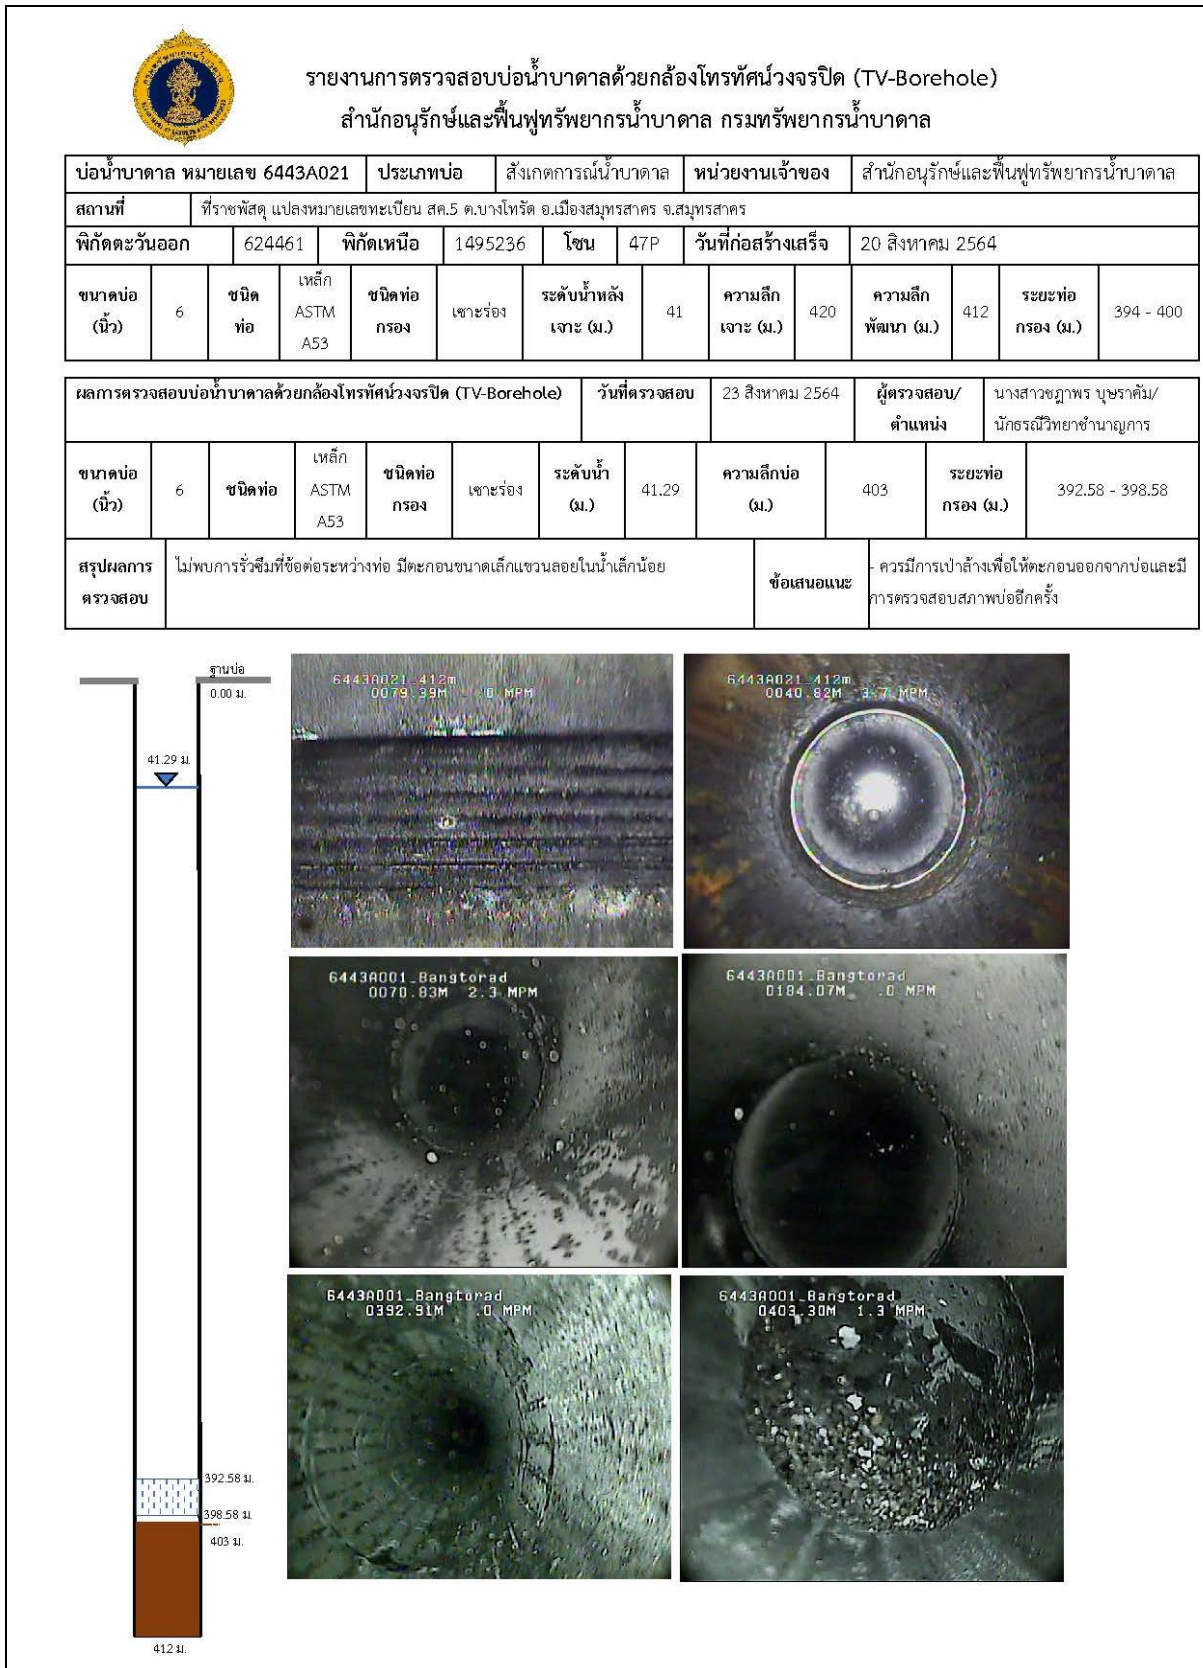 รายงานการตรวจสอบบ่อน้ำบาดาลด้วยกล้องโทรทัศน์วงจรปิด (TV-Borehole)
สำนักอนุรักษ์และฟื้นฟูทรัพยากรน้ำบาดาล กรมทรัพยากรน้ำบาดาล
บ่อน้ำบาดาล หมายเลข 6443A021 ประเภทบ่อ สังเกตการณ์น้ำบาดาล หน่วยงานเจ้าของ สำนักอนุรักษ์และฟื้นฟูทรัพยากรน้ำบาดาล
สถานที่ ที่ราชพัสดุ แปลงหมายเลขทะเบียน สค.5 ต.บางโทรัด อ.เมืองสมุทรสาคร จ.สมุทรสาคร
พิกัดตะวันออก 624461 พิกัดเหนือ 1495236 โซน 47P วันที่ก่อสร้างเสร็จ 20 สิงหาคม 2564
ขนาดบ่อ (นิ้ว) 6 ชนิดท่อ เหล็ก ASTM A53 ชนิดท่อกรอง เซาะร่อง ระดับน้ำหลังเจาะ (ม.) 41 ความลึกเจาะ (ม.) 420 ความลึกพัฒนา (ม.) 412 ระยะท่อกรอง (ม.) 394 - 400
ผลการตรวจสอบบ่อน้ำบาดาลด้วยกล้องโทรทัศน์วงจรปิด (TV-Borehole) วันที่ตรวจสอบ 23 สิงหาคม 2564 ผู้ตรวจสอบ/ตำแหน่ง นางสาวชฎาพร บุษราคัม/
นักธรณีวิทยาชำนาญการ
ขนาดบ่อ (นิ้ว) 6 ชนิดท่อ เหล็ก ASTM A53 ชนิดท่อกรอง เซาะร่อง ระดับน้ำ (ม.) 41.29 ความลึกบ่อ (ม.) 403 ระยะท่อกรอง (ม.) 392.58 - 398.58
สรุปผลการตรวจสอบ ไม่พบการรั่วซึมที่ข้อต่อระหว่างท่อ มีตะกอนขนาดเล็กแขวนลอยในน้ำเล็กน้อย ข้อเสนอแนะ - ควรมีการเป่าล้างเพื่อให้ตะกอนออกจากบ่อและมี
การตรวจสอบสภาพบ่ออีกครั้ง
ฐานบ่อ
0.00 ม.
41.29 ม.
392.58 ม.
398.58 ม.
403 ม.
412 ม.
6443A021_412m
0079.39M .0 MPM
6443A021_412m
0040.82M 3.7 MPM
6443A001_Bangtorad
0070.83M 2.3 MPM
6443A001_Bangtorad
0184.07M .0 MPM
6443A001_Bangtorad
0392.91M .0 MPM
6443A001_Bangtorad
0403.30M 1.3 MPM